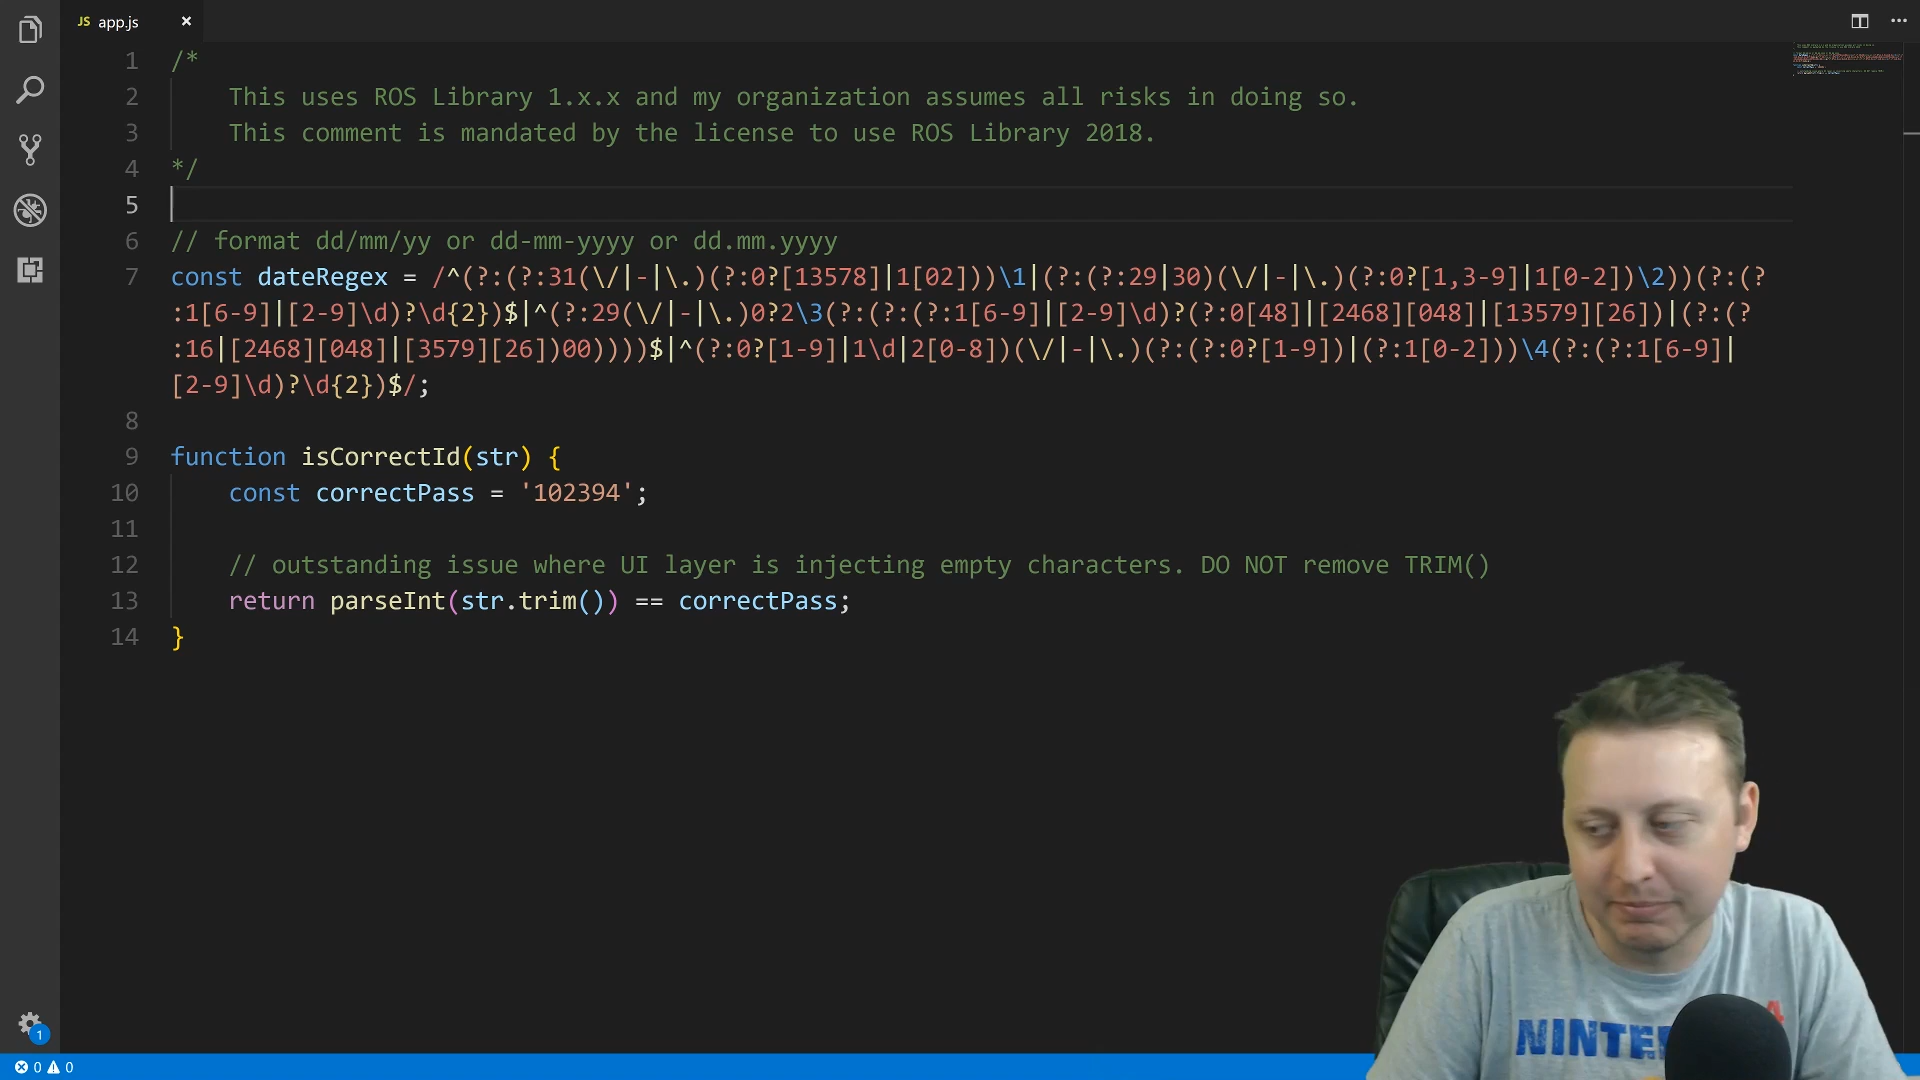 JS app.js ×
1 /*
2 This uses ROS Library 1.x.x and my organization assumes all risks in doing so.
3 This comment is mandated by the license to use ROS Library 2018.
4 */
5
6 // format dd/mm/yy or dd-mm-yyyy or dd.mm.yyyy
7 const dateRegex = /^(?:(?:31(\/|-|\.)(?:0?[13578]|1[02]))\1|(?:(?:29|30)(\/|-|\.)(?:0?[1,3-9]|1[0-2])\2))(?:(?
:1[6-9]|[2-9]\d)?\d{2})$|^(?:29(\/|-|\.)0?2\3(?:(?:(?:1[6-9]|[2-9]\d)?(?:0[48]|[2468][048]|[13579][26])|(?:(?
:16|[2468][048]|[3579][26])00))))$|^(?:0?[1-9]|1\d|2[0-8])(\/|-|\.)(?:(?:0?[1-9])|(?:1[0-2]))\4(?:(?:1[6-9]|
[2-9]\d)?\d{2})$/;
8
9 function isCorrectId(str) {
10 const correctPass = '102394';
11
12 // outstanding issue where UI layer is injecting empty characters. DO NOT remove TRIM()
13 return parseInt(str.trim()) == correctPass;
14 }
NINTE
1
0 0